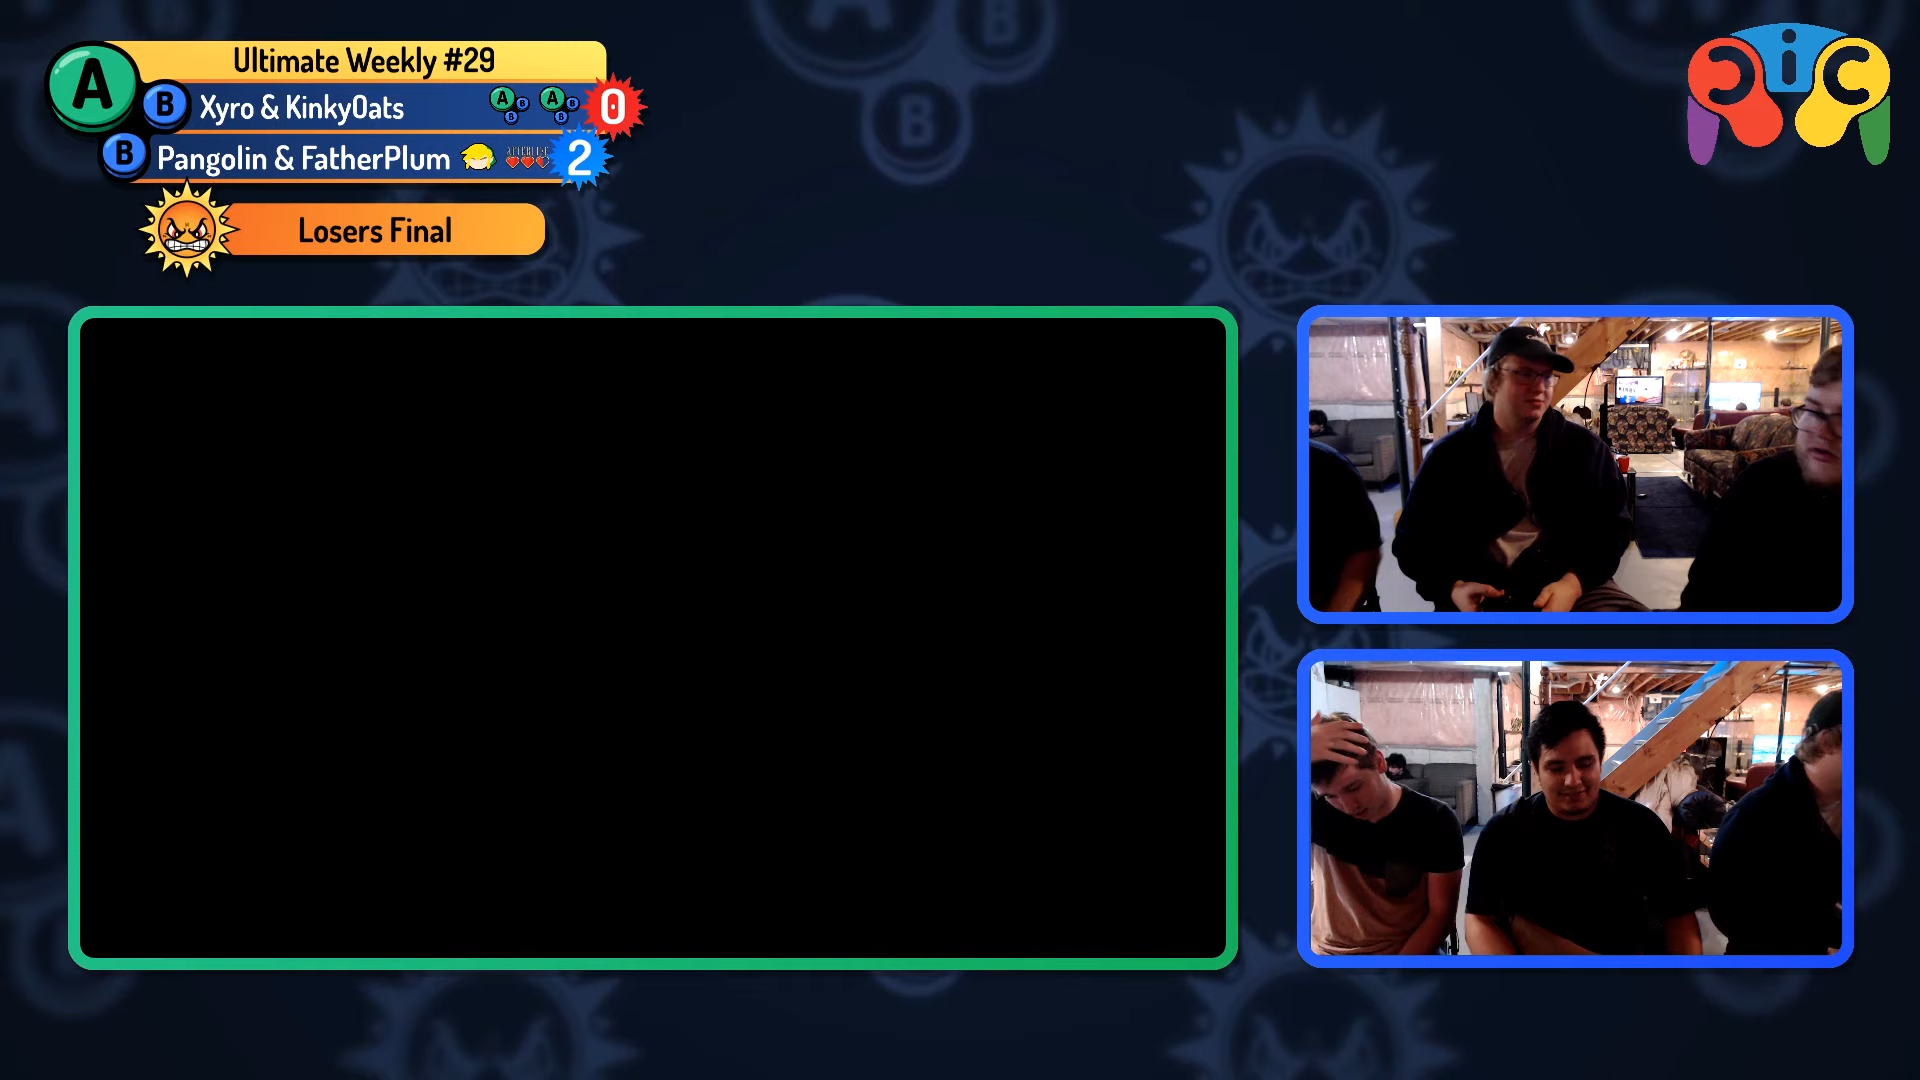 Ultimate Weekly #29
A
B Xyro & KinkyOats A B B A B B 0
B Pangolin & FatherPlum 2
Losers Final